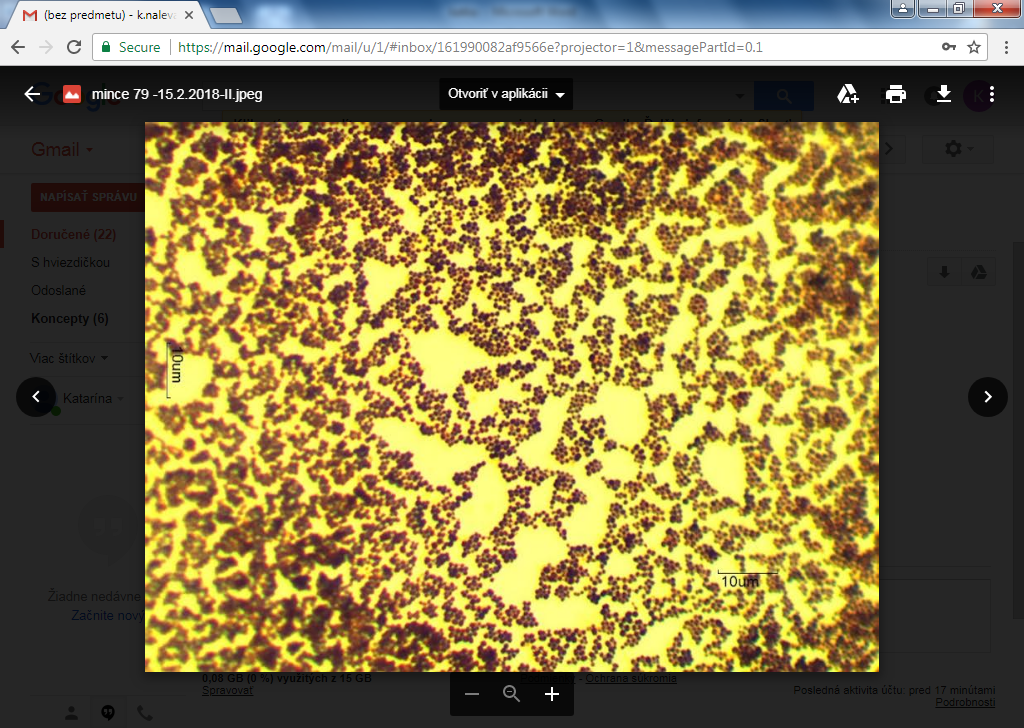 (bez predmetu) - k.naleva
Secure
https://mail.google.com/mail/u/1/#inbox/161990082af9566e?projector=1&messagePartId=0.1
mince 79 -15.2.2018-II.jpeg
Otvoriť v aplikácii
Gmail
NAPÍSAŤ SPRÁVU
Doručené (22)
S hviezdičkou
Odoslané
Koncepty (6)
Viac štítkov
Katarína
10um
10um
Žiadne nedávne
Začnite nový
0,08 GB (0 %) využitých z 15 GB
Spravovať
- Ochrana súkromia
Posledná aktivita účtu: pred 17 minútami
Podrobnosti